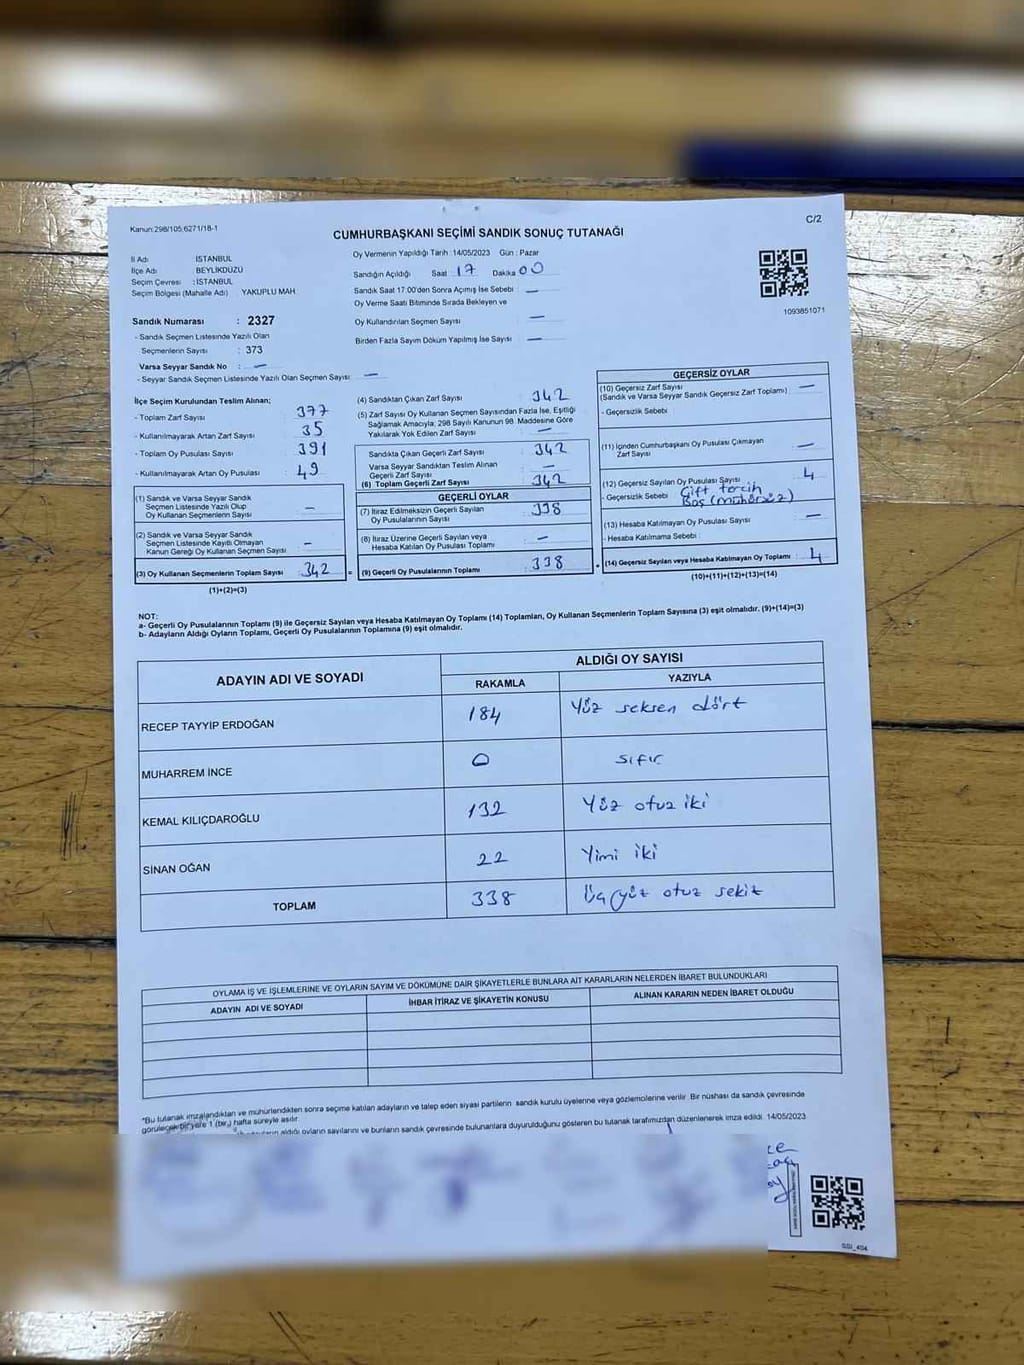 Kanun:298/105;6271/18-1
C/2
CUMHURBAŞKANI SEÇİMİ SANDIK SONUÇ TUTANAĞI
İl Adı İSTANBUL
İlçe Adı BEYLİKDÜZÜ
Seçim Çevresi : İSTANBUL
Seçim Bölgesi (Mahalle Adı) YAKUPLU MAH.
Sandık Numarası : 2327
- Sandık Seçmen Listesinde Yazılı Olan
Seçmenlerin Sayısı : 373
Varsa Seyyar Sandık No : —
- Seyyar Sandık Seçmen Listesinde Yazılı Olan Seçmen Sayısı: —
Oy Vermenin Yapıldığı Tarih :14/05/2023 Gün : Pazar
Sandığın Açıldığı Saat 17 Dakika 00
Sandık Saat 17.00'den Sonra Açımış İse Sebebi : —
Oy Verme Saati Bitiminde Sırada Bekleyen ve
Oy Kullandırılan Seçmen Sayısı : —
Birden Fazla Sayım Döküm Yapılmış İse Sayısı : —
1093851071
İlçe Seçim Kurulundan Teslim Alınan;
- Toplam Zarf Sayısı : 377
- Kullanılmayarak Artan Zarf Sayısı : 35
- Toplam Oy Pusulası Sayısı : 391
- Kullanılmayarak Artan Oy Pusulası : 49
(1) Sandık ve Varsa Seyyar Sandık
Seçmen Listesinde Yazılı Olup
Oy Kullanan Seçmenlerin Sayısı : —
(2) Sandık ve Varsa Seyyar Sandık
Seçmen Listesinde Kayıtlı Olmayan
Kanun Gereği Oy Kullanan Seçmen Sayısı : —
(3) Oy Kullanan Seçmenlerin Toplam Sayısı : 342
(1)+(2)=(3)
(4) Sandıktan Çıkan Zarf Sayısı : 342
(5) Zarf Sayısı Oy Kullanan Seçmen Sayısından Fazla İse, Eşitliği
Sağlamak Amacıyla; 298 Sayılı Kanunun 98. Maddesine Göre
Yakılarak Yok Edilen Zarf Sayısı : —
Sandıkta Çıkan Geçerli Zarf Sayısı : 342
Varsa Seyyar Sandıktan Teslim Alınan
Geçerli Zarf Sayısı : —
(6) Toplam Geçerli Zarf Sayısı : 342
GEÇERLİ OYLAR
(7) İtiraz Edilmeksizin Geçerli Sayılan
Oy Pusulalarının Sayısı : 338
(8) İtiraz Üzerine Geçerli Sayılan veya
Hesaba Katılan Oy Pusulası Toplamı : —
= (9) Geçerli Oy Pusulalarının Toplamı : 338
GEÇERSİZ OYLAR
(10) Geçersiz Zarf Sayısı : —
(Sandık ve Varsa Seyyar Sandık Geçersiz Zarf Toplamı)
- Geçersizlik Sebebi :
(11) İçinden Cumhurbaşkanı Oy Pusulası Çıkmayan
Zarf Sayısı : —
(12) Geçersiz Sayılan Oy Pusulası Sayısı : 4
- Geçersizlik Sebebi : Çift tercih
Boş (mühürsüz)
(13) Hesaba Katılmayan Oy Pusulası Sayısı : —
- Hesaba Katılmama Sebebi :
+ (14) Geçersiz Sayılan veya Hesaba Katılmayan Oy Toplamı : 4
(10)+(11)+(12)+(13)=(14)
NOT:
a- Geçerli Oy Pusulalarının Toplamı (9) ile Geçersiz Sayılan veya Hesaba Katılmayan Oy Toplamı (14) Toplamları, Oy Kullanan Seçmenlerin Toplam Sayısına (3) eşit olmalıdır. (9)+(14)=(3)
b- Adayların Aldığı Oyların Toplamı, Geçerli Oy Pusulalarının Toplamına (9) eşit olmalıdır.
ADAYIN ADI VE SOYADI ALDIĞI OY SAYISI
RAKAMLA YAZIYLA
RECEP TAYYİP ERDOĞAN 184 Yüz seksen dört
MUHARREM İNCE 0 sıfır
KEMAL KILIÇDAROĞLU 132 Yüz otuz iki
SİNAN OĞAN 22 Yimi iki
TOPLAM 338 Üçyüz otuz sekiz
OYLAMA İŞ VE İŞLEMLERİNE VE OYLARIN SAYIM VE DÖKÜMÜNE DAİR ŞİKAYETLERLE BUNLARA AİT KARARLARIN NELERDEN İBARET BULUNDUKLARI
ADAYIN ADI VE SOYADI İHBAR İTİRAZ VE ŞİKAYETİN KONUSU ALINAN KARARIN NEDEN İBARET OLDUĞU
*Bu tutanak imzalandıktan ve mühürlendikten sonra seçime katılan adayların ve talep eden siyasi partilerin sandık kurulu üyelerine veya gözlemcilerine verilir. Bir nüshası da sandık çevresinde
görülecek bir yere 1 (bir) hafta süreyle asılır.
aldığı oyların sayılarını ve bunların sandık çevresinde bulunanlara duyurulduğunu gösteren bu tutanak tarafımızdan düzenlenerek imza edildi. 14/05/2023